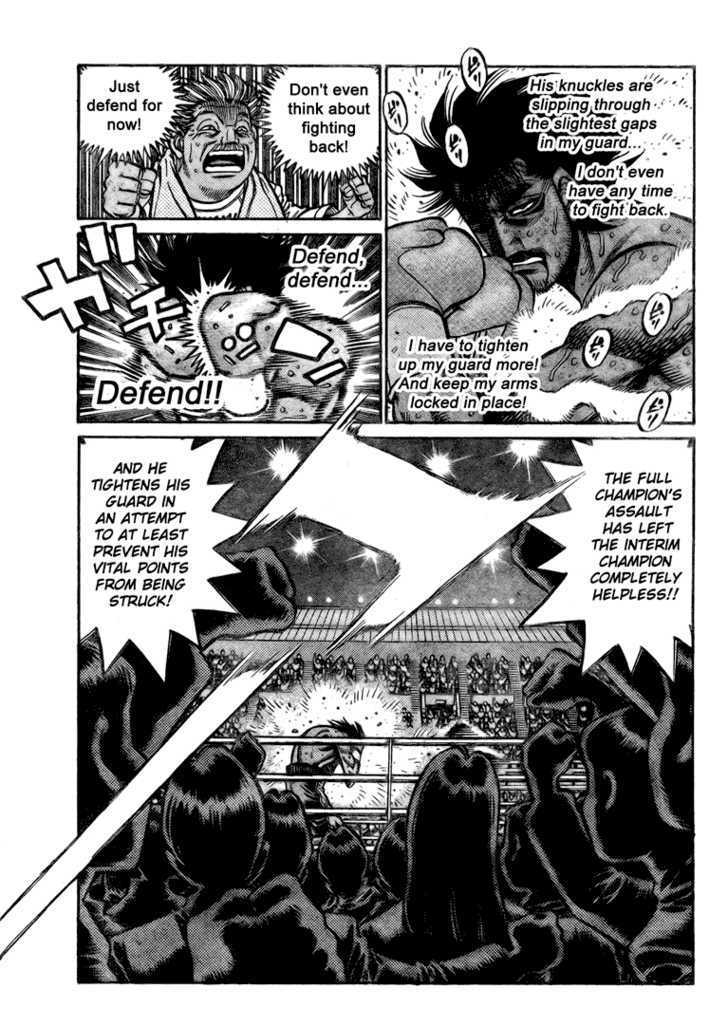 His knuckles are
slipping through
the slightest gaps
in my guard...
I don't even
have any time
to fight back.
I have to tighten
up my guard more!
And keep my arms
locked in place!
Don't even
think about
fighting
back!
Just
defend for
now!
Defend,
defend...
Defend!!
ガガ
THE FULL
CHAMPION'S
ASSAULT
HAS LEFT
THE INTERIM
CHAMPION
COMPLETELY
HELPLESS!!
AND HE
TIGHTENS HIS
GUARD IN
AN ATTEMPT
TO AT LEAST
PREVENT HIS
VITAL POINTS
FROM BEING
STRUCK!